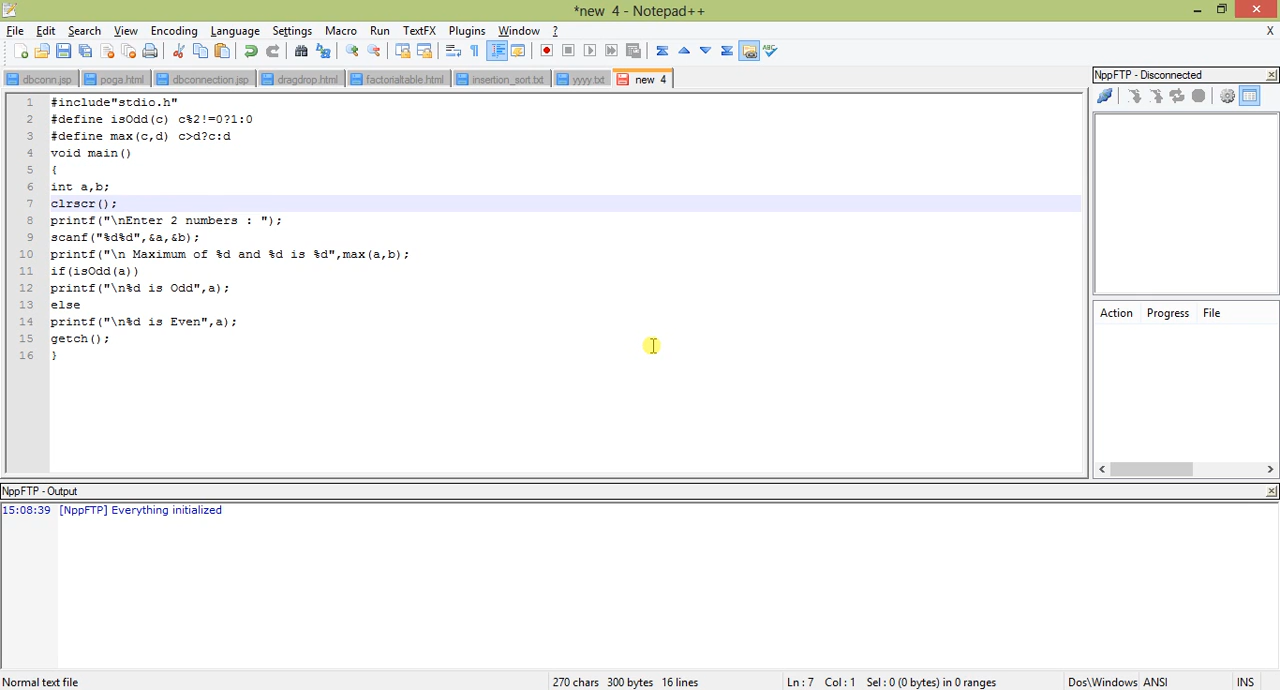 *new 4 - Notepad++
File Edit Search View Encoding Language Settings Macro Run TextFX Plugins Window ? X
dbconn.jsp poga.html dbconnection.jsp dragdrop.html factorialtable.html insertion_sort.txt yyyy.txt new 4
NppFTP - Disconnected
1 #include"stdio.h"
2 #define isOdd(c) c%2!=0?1:0
3 #define max(c,d) c>d?c:d
4 void main()
5 {
6 int a,b;
7 clrscr();
8 printf("\nEnter 2 numbers : ");
9 scanf("%d%d",&a,&b);
10 printf("\n Maximum of %d and %d is %d",max(a,b);
11 if(isOdd(a))
12 printf("\n%d is Odd",a);
13 else
14 printf("\n%d is Even",a);
15 getch();
16 }
Action Progress File
NppFTP - Output
15:08:39 [NppFTP] Everything initialized
Normal text file 270 chars 300 bytes 16 lines Ln : 7 Col : 1 Sel : 0 (0 bytes) in 0 ranges Dos\Windows ANSI INS